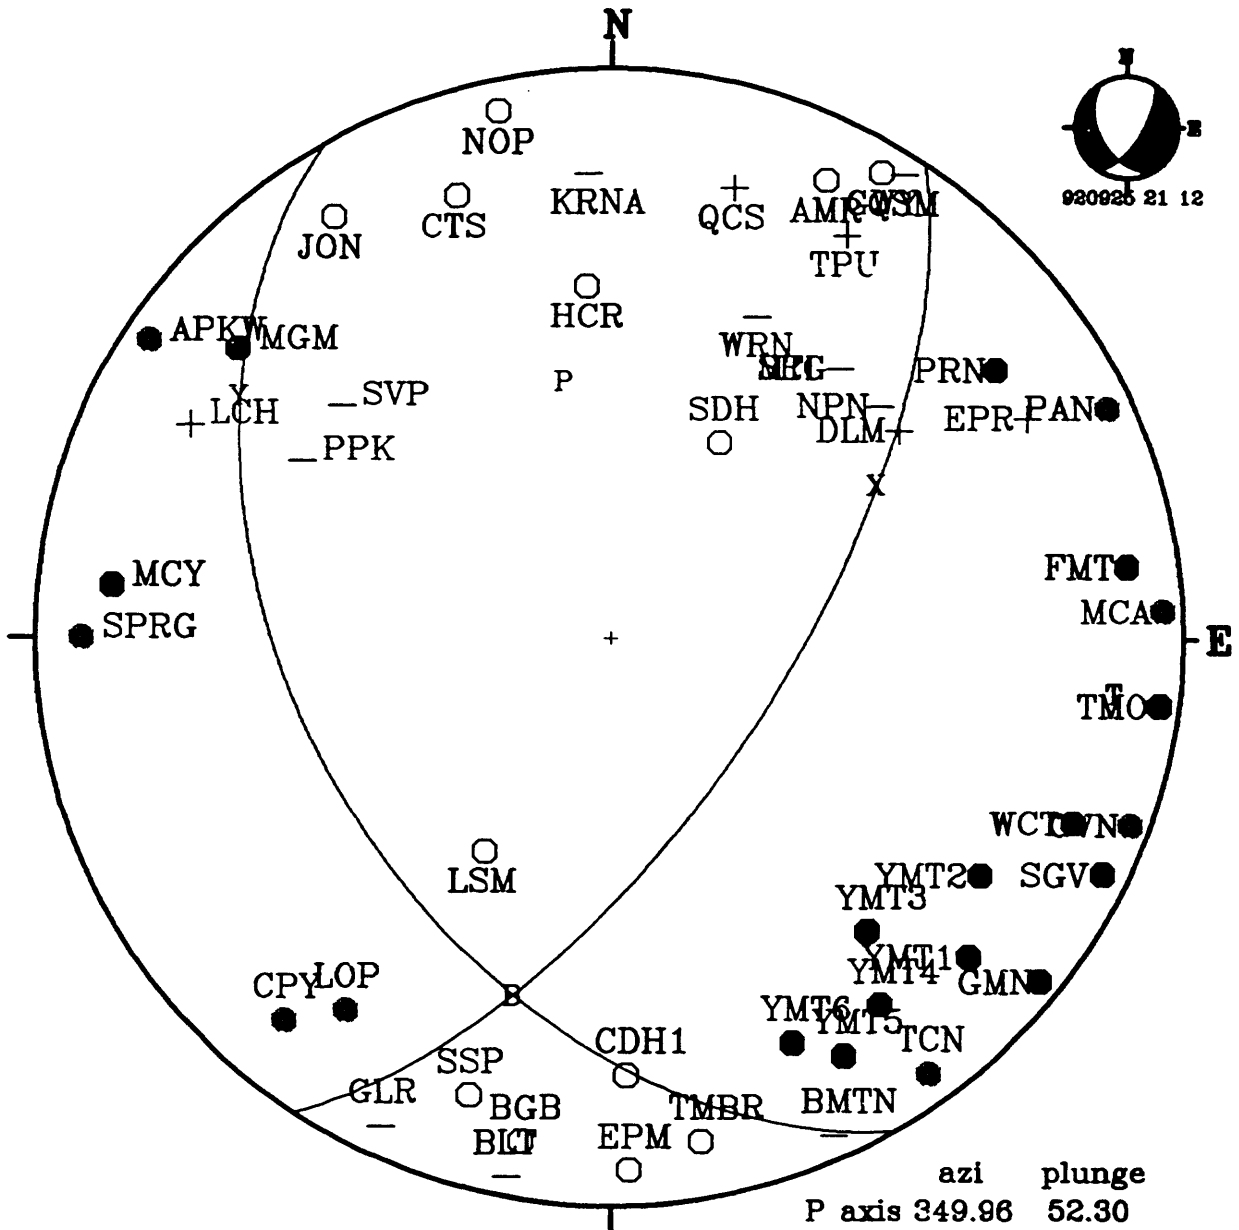 N
N
NOP
KRNA
E
QCS
AMR
920925 21 12
CTS
JON
TPU
HCR
APKW
MGM
WRN
P
SVP
PRN
LCH
SDH
NPN
EPR
PAN
DLM
PPK
X
MCY
FMT
SPRG
MCA
E
T
TMO
WCT
YMT2
SGV
LSM
YMT3
YMT1
YMT4
GMN
CPY
LOP
B
YMT6
YMT5
TCN
CDH1
SSP
GLR
BGB
TMBR
BMTN
BLT
EPM
azi plunge
P axis 349.96 52.30